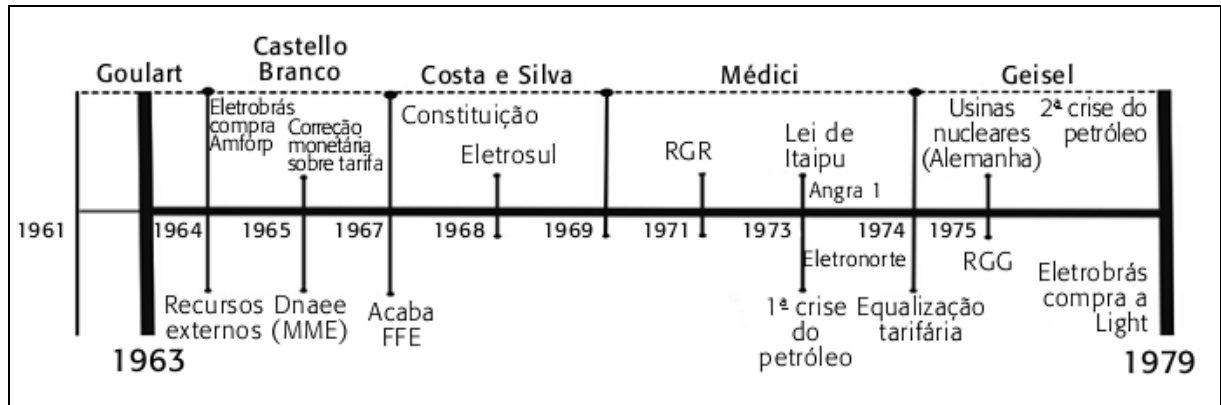 Goulart
Castello
Branco
Costa e Silva
Médici
Geisel
Eletrobrás
compra
Amforp
Correção
monetária
sobre tarifa
Constituição
Eletrosul
RGR
Lei de
Itaipu
Angra 1
Usinas
nucleares
(Alemanha)
2ª crise do
petróleo
1961
1964
1965
1967
1968
1969
1971
1973
1974
1975
Recursos
externos
Dnaee
(MME)
Acaba
FFE
Eletronorte
1ª crise
do
petróleo
Equalização
tarifária
RGG
Eletrobrás
compra a
Light
1963
1979